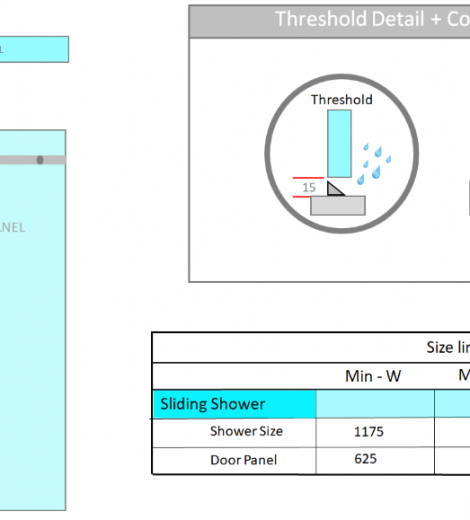 Threshold Detail + Co
L
Threshold
15
NEL
Size li
Min - W M
Sliding Shower
Shower Size 1175
Door Panel 625